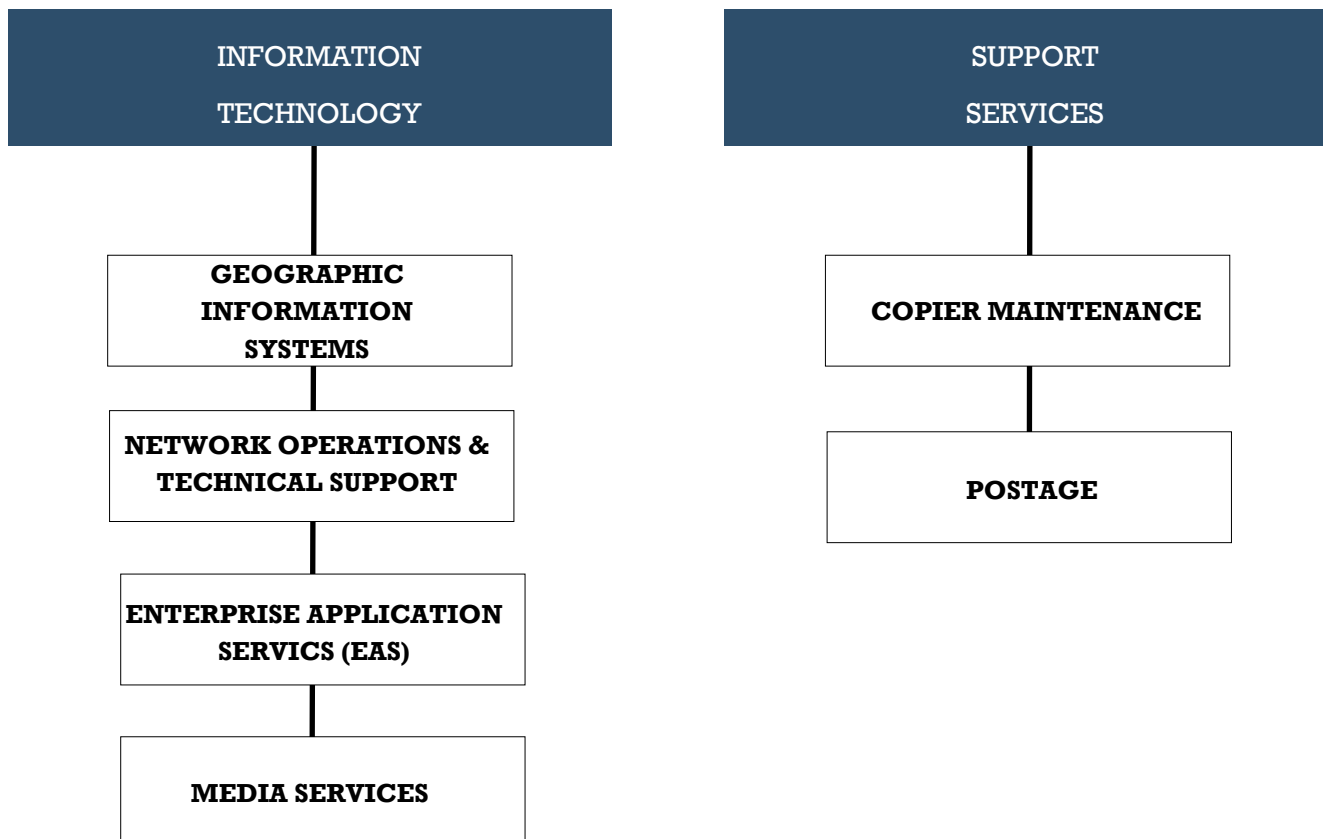 INFORMATION
TECHNOLOGY
GEOGRAPHIC
INFORMATION
SYSTEMS
NETWORK OPERATIONS &
TECHNICAL SUPPORT
ENTERPRISE APPLICATION
SERVICS (EAS)
MEDIA SERVICES
SUPPORT
SERVICES
COPIER MAINTENANCE
POSTAGE